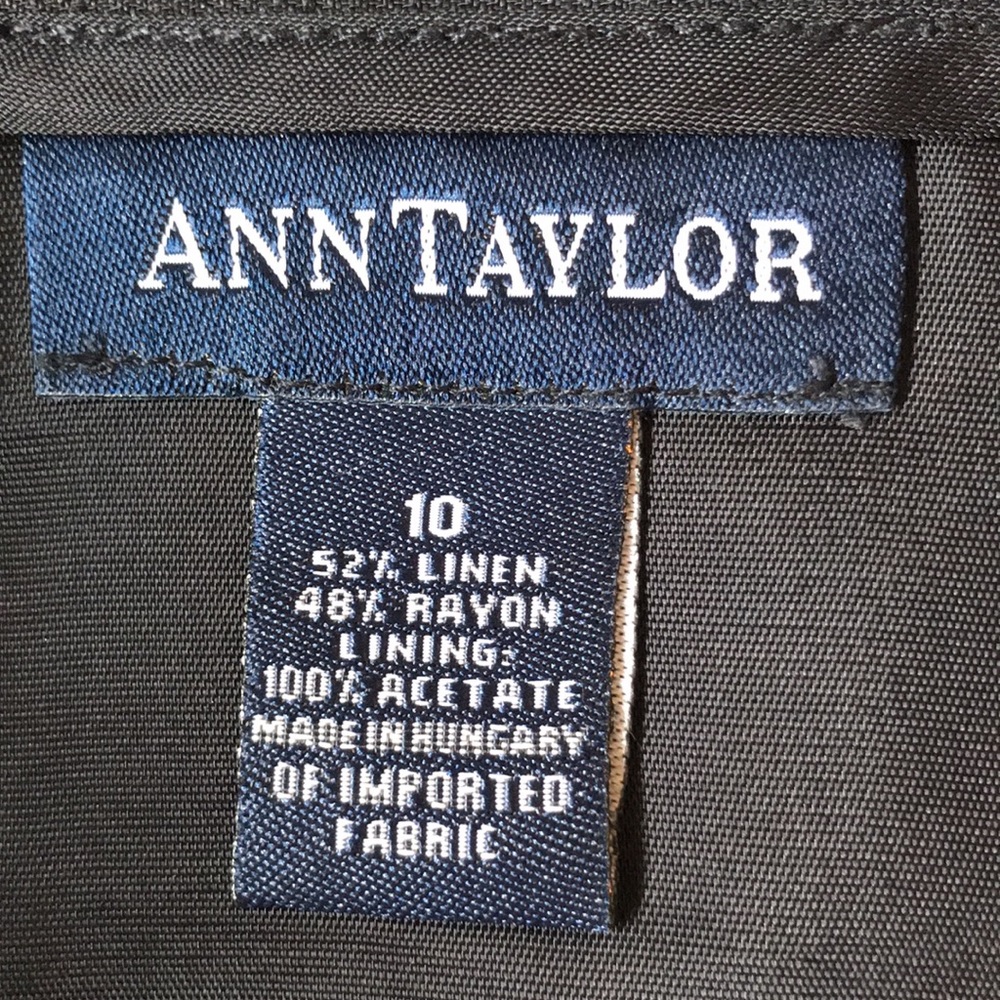 ANNTAYLOR
10
52% LINEN
48% RAYON
LINING:
100% ACETATE
MADE IN HUNGARY
OF IMPORTED
FABRIC